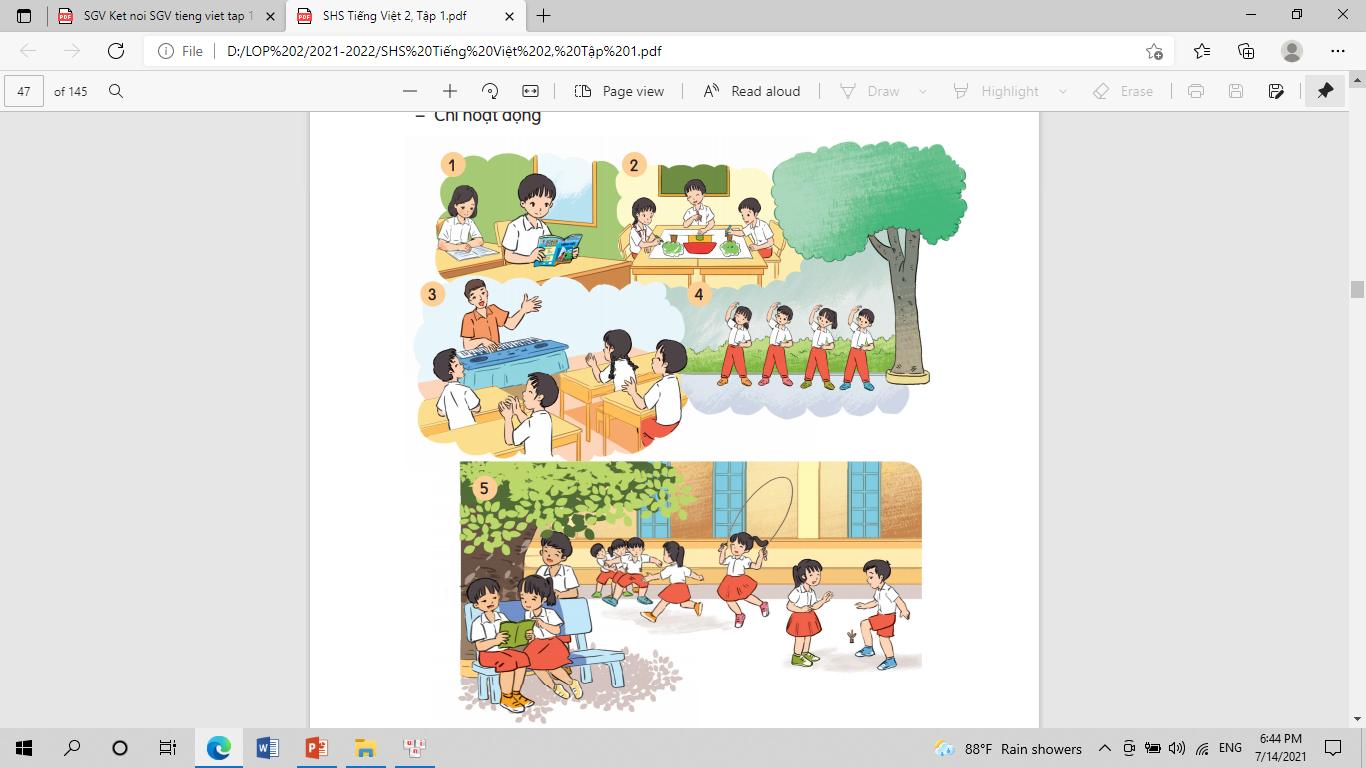 SGV Ket noi SGV tieng viet tap 1
SHS Tiếng Việt 2, Tập 1.pdf
File
D:/LOP%202/2021-2022/SHS%20Tiếng%20Việt%202,%20Tập%201.pdf
47 of 145
Page view
Read aloud
Draw
Highlight
Erase
– Chỉ hoạt động
1
2
3
4
5
88°F Rain showers
ENG
6:44 PM
7/14/2021